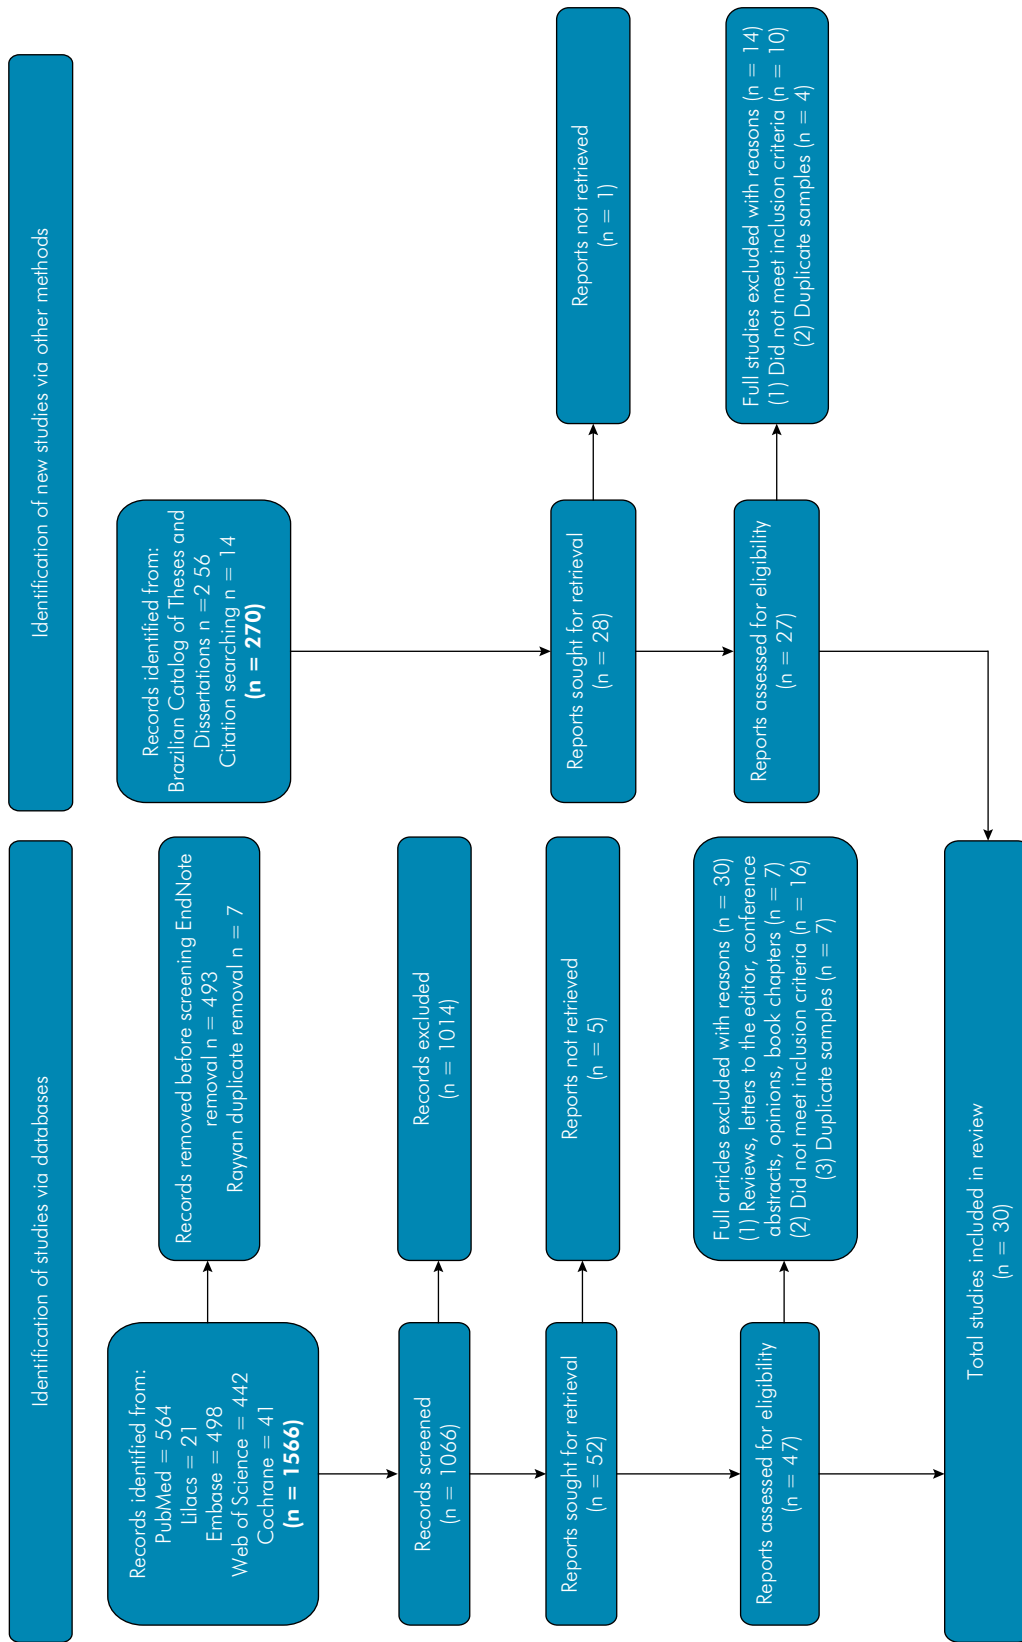 Identification of studies via databases
Identification of new studies via other methods
Records identified from:
PubMed = 564
Lilacs = 21
Embase = 498
Web of Science = 442
Cochrane = 41
(n = 1566)
Records removed before screening EndNote
removal n = 493
Rayyan duplicate removal n = 7
Records identified from:
Brazilian Catalog of Theses and
Dissertations n =2 56
Citation searching n = 14
(n = 270)
Records screened
(n = 1066)
Records excluded
(n = 1014)
Reports sought for retrieval
(n = 52)
Reports not retrieved
(n = 5)
Reports sought for retrieval
(n = 28)
Reports not retrieved
(n = 1)
Reports assessed for eligibility
(n = 47)
Full articles excluded with reasons (n = 30)
(1) Reviews, letters to the editor, conference
abstracts, opinions, book chapters (n = 7)
(2) Did not meet inclusion criteria (n = 16)
(3) Duplicate samples (n = 7)
Reports assessed for eligibility
(n = 27)
Full studies excluded with reasons (n = 14)
(1) Did not meet inclusion criteria (n = 10)
(2) Duplicate samples (n = 4)
Total studies included in review
(n = 30)